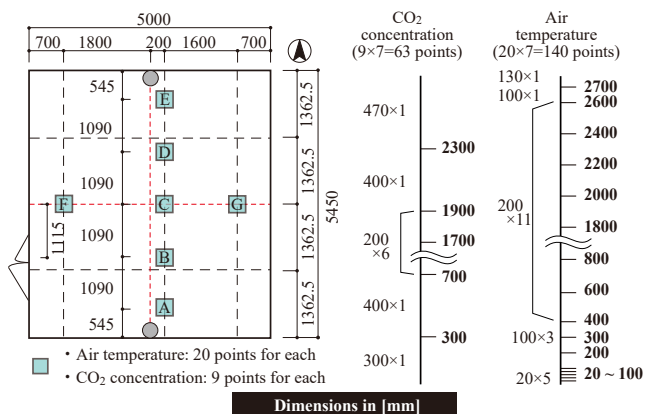 5000
700 1800 200 1600 700
545
1090
1090
1090
1090
545
1115
E
D
F C G
B
A
1362.5
1362.5
1362.5
1362.5
5450
・Air temperature: 20 points for each
・CO₂ concentration: 9 points for each
CO₂
concentration
(9×7=63 points)
470×1
2300
400×1
1900
200
×6
1700
700
400×1
300
300×1
Air
temperature
(20×7=140 points)
130×1
100×1
2700
2600
2400
2200
2000
200
×11
1800
800
600
400
100×3
300
200
20×5
20 ~ 100
Dimensions in [mm]